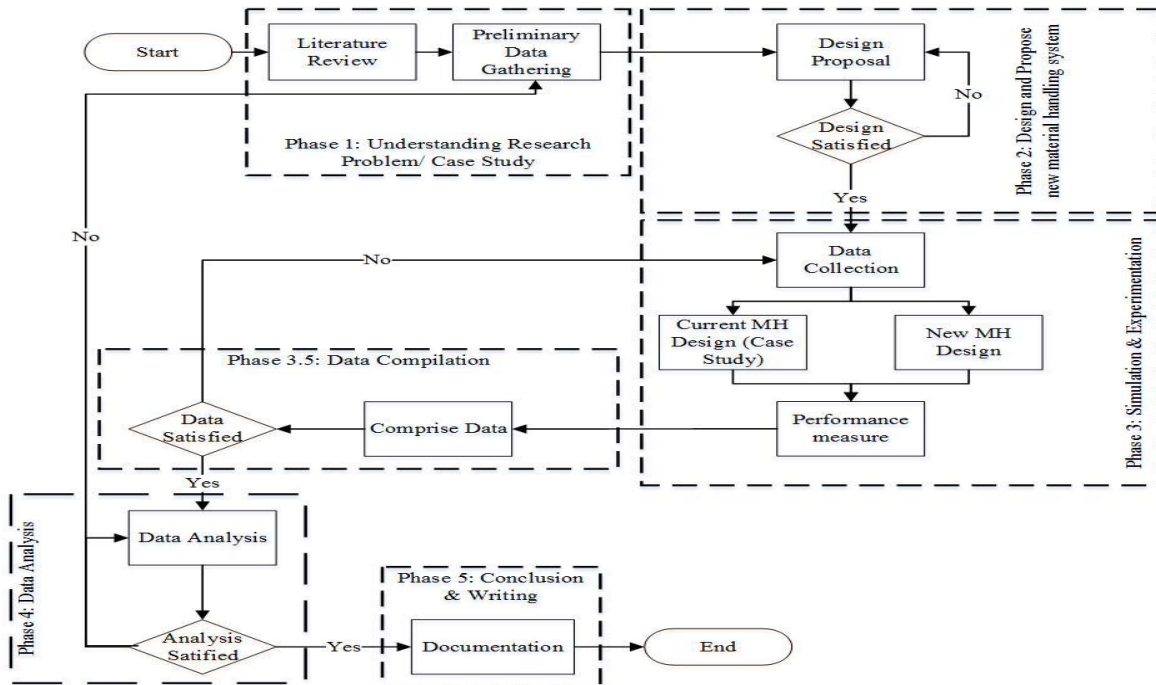 Start
Literature
Review
Preliminary
Data
Gathering
Phase 1: Understanding Research
Problem/ Case Study
Design
Proposal
No
Design
Satisfied
Yes
Phase 2: Design and Propose
new material handling system
No
No
Data
Collection
Current MH
Design (Case
Study)
New MH
Design
Performance
measure
Phase 3: Simulation & Experimentation
Phase 3.5: Data Compilation
Data
Satisfied
Comprise Data
Yes
Data Analysis
Analysis
Satified
Phase 4: Data Analysis
Yes
Phase 5: Conclusion
& Writing
Documentation
End